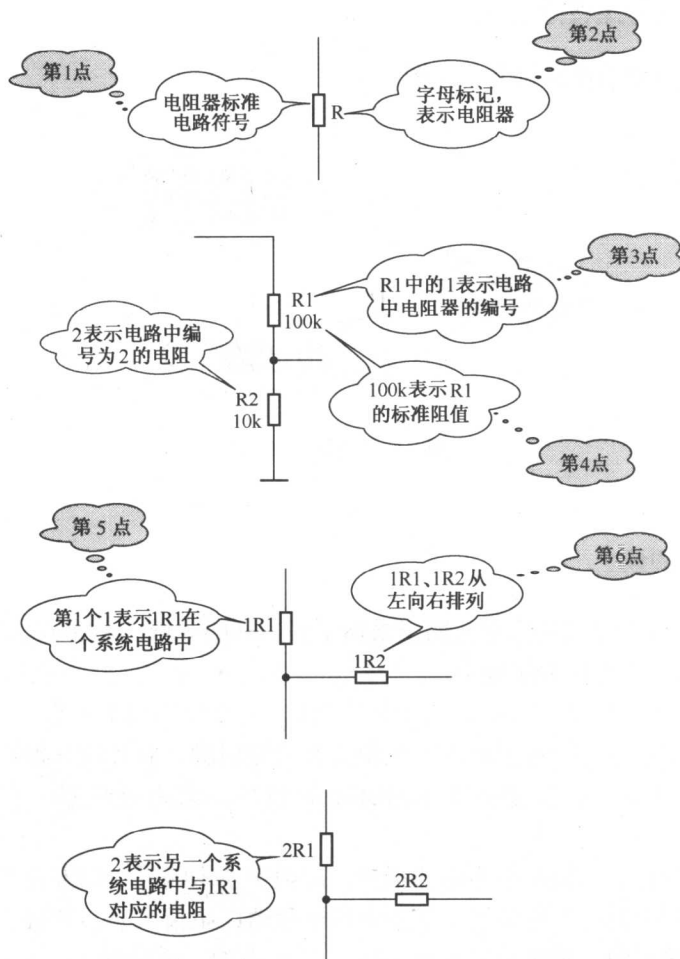 第1点
电阻器标准
电路符号
R
字母标记，
表示电阻器
第2点
R1
100k
R1中的1表示电路
中电阻器的编号
第3点
2表示电路中编
号为2的电阻
R2
10k
100k表示R1
的标准阻值
第4点
第5点
第1个1表示1R1在
一个系统电路中
1R1
1R1、1R2从
左向右排列
第6点
1R2
2表示另一个系
统电路中与1R1
对应的电阻
2R1
2R2